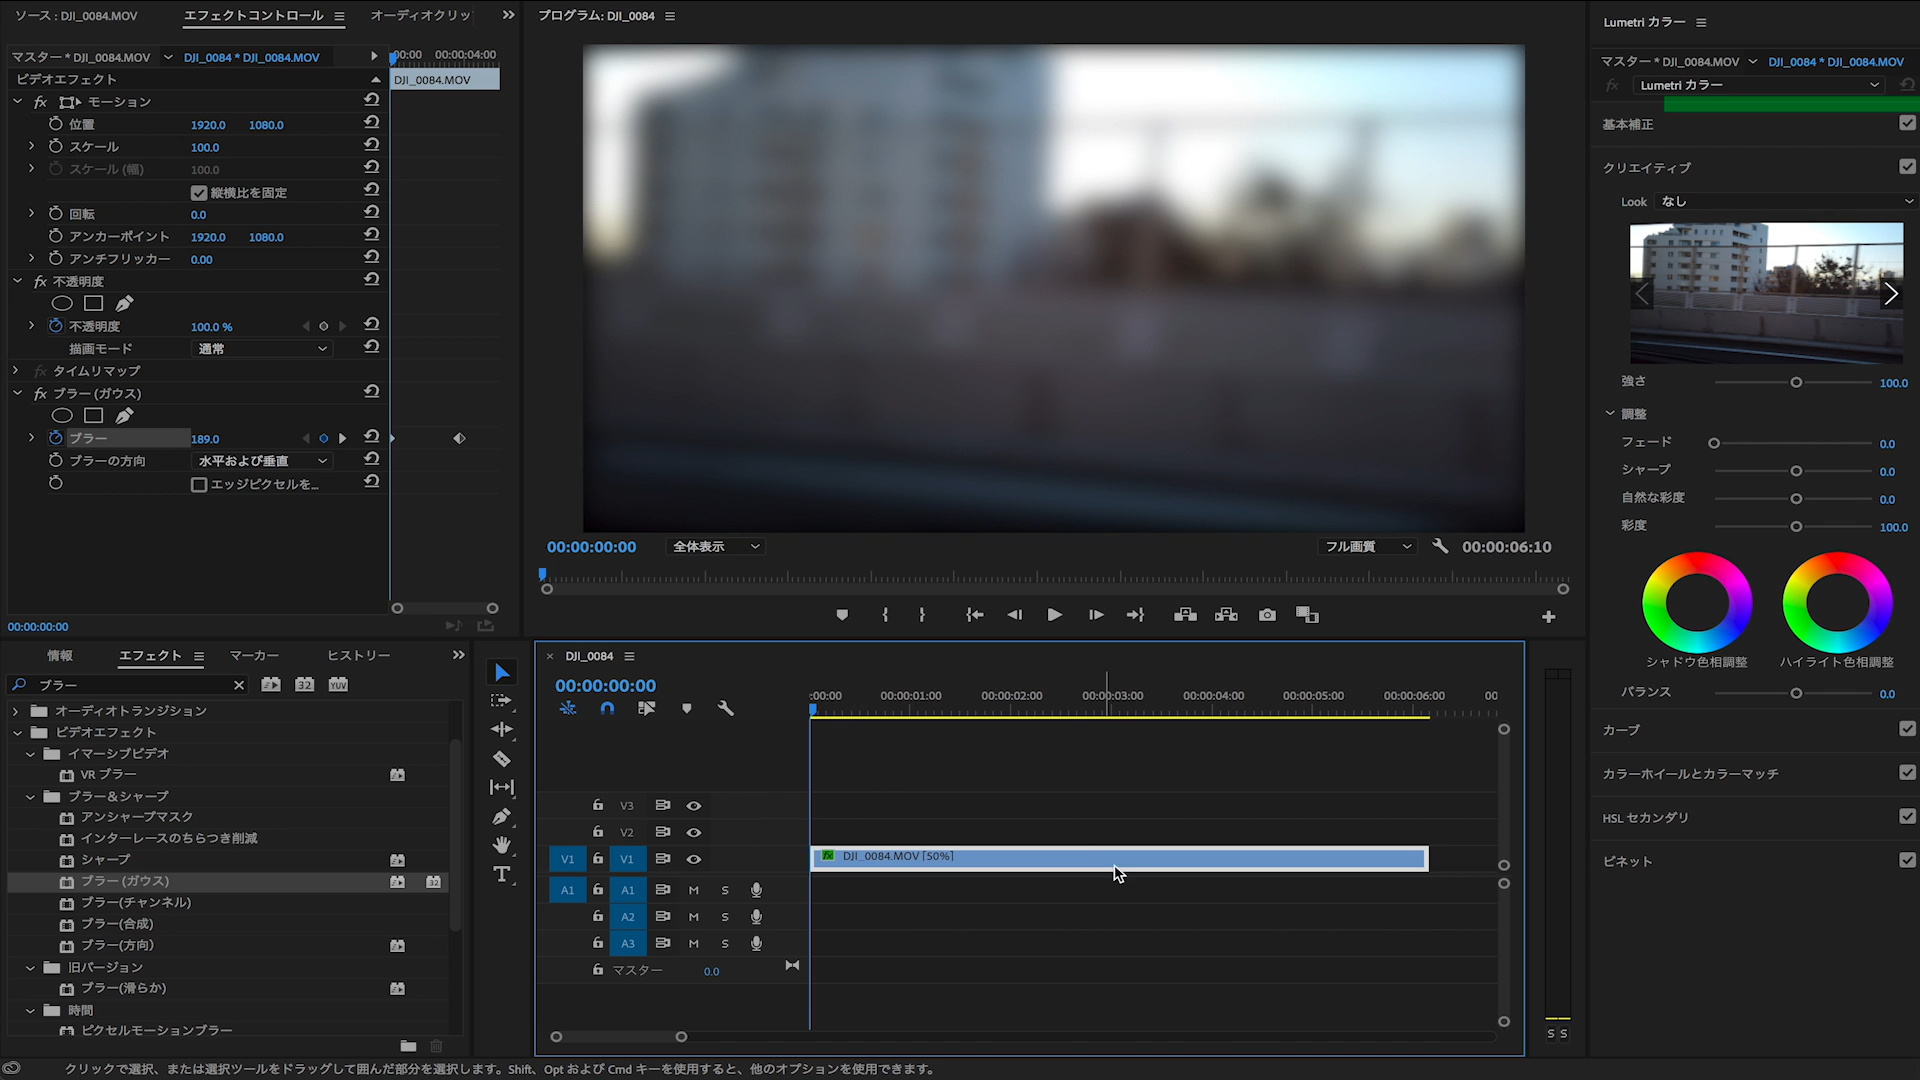 ソース : DJI_0084.MOV
エフェクトコントロール
オーディオクリッ
プログラム: DJI_0084
Lumetri カラー
マスター * DJI_0084.MOV
DJI_0084 * DJI_0084.MOV
00:00
00:00:04:00
マスター * DJI_0084.MOV
DJI_0084 * DJI_0084.MOV
fx
Lumetri カラー
ビデオエフェクト
DJI_0084.MOV
基本補正
fx モーション
位置 1920.0 1080.0
スケール 100.0
スケール (幅) 100.0
縦横比を固定
回転 0.0
アンカーポイント 1920.0 1080.0
アンチフリッカー 0.00
fx 不透明度
不透明度 100.0 %
描画モード 通常
fx タイムリマップ
fx ブラー (ガウス)
ブラー 189.0
ブラーの方向 水平および垂直
エッジピクセルを...
00:00:00:00
クリエイティブ
Look なし
強さ 100.0
調整
フェード 0.0
シャープ 0.0
自然な彩度 0.0
彩度 100.0
シャドウ色相調整
ハイライト色相調整
バランス 0.0
カーブ
カラーホイールとカラーマッチ
HSL セカンダリ
ビネット
00:00:00:00
全体表示
フル画質
00:00:06:10
情報
エフェクト
マーカー
ヒストリー
ブラー
32
YUV
オーディオトランジション
ビデオエフェクト
イマーシブビデオ
VR ブラー
ブラー＆シャープ
アンシャープマスク
インターレースのちらつき削減
シャープ
ブラー (ガウス)
32
ブラー(チャンネル)
ブラー(合成)
ブラー(方向)
旧バージョン
ブラー(滑らか)
時間
ピクセルモーションブラー
T
DJI_0084
00:00:00:00
:00:00
00:00:01:00
00:00:02:00
00:00:03:00
00:00:04:00
00:00:05:00
00:00:06:00
00
V3
V2
V1 V1
fx DJI_0084.MOV [50%]
A1 A1 M S
A2 M S
A3 M S
マスター 0.0
S S
クリックで選択、または選択ツールをドラッグして囲んだ部分を選択します。Shift、Opt および Cmd キーを使用すると、他のオプションを使用できます。